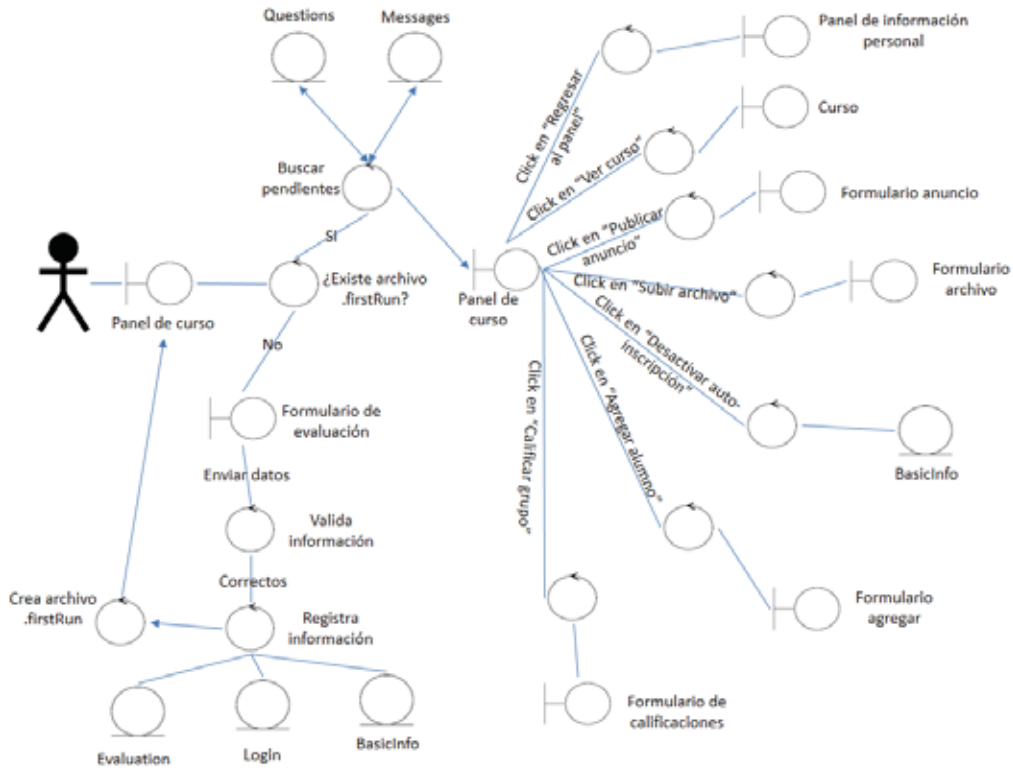 Questions
Messages
Panel de información
personal
Click en "Regresar
al panel"
Curso
Click en "Ver curso"
Buscar
pendientes
Formulario anuncio
Click en "Publicar
anuncio"
SI
¿Existe archivo
.firstRun?
Panel de curso
Panel de
curso
Click en "Subir archivo"
Formulario
archivo
Click en "Desactivar auto-
inscripción"
No
Formulario de
evaluación
Click en "Agregar alumno"
Click en "Calificar grupo"
BasicInfo
Enviar datos
Valida
información
Correctos
Crea archivo
.firstRun
Registra
información
Formulario
agregar
Formulario de
calificaciones
Evaluation
Login
BasicInfo